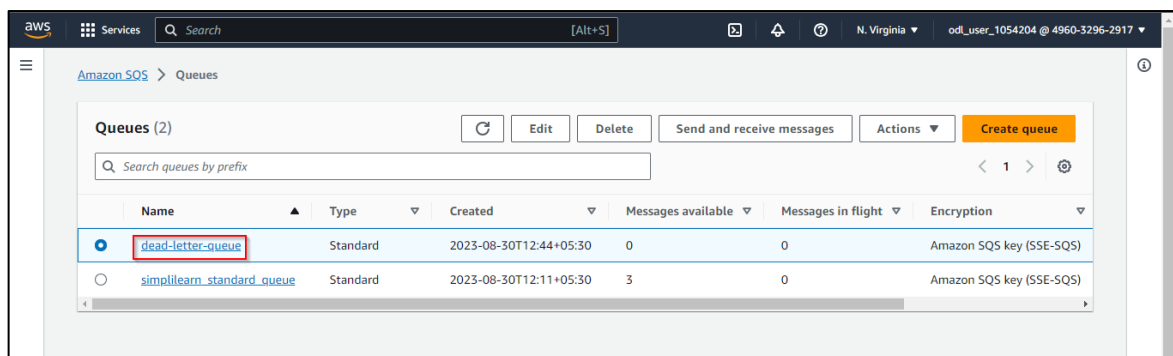 aws Services Search [Alt+S] N. Virginia ▼ odl_user_1054204 @ 4960-3296-2917 ▼
Amazon SQS > Queues
Queues (2) Edit Delete Send and receive messages Actions ▼ Create queue
Search queues by prefix < 1 >
Name ▲ Type Created Messages available Messages in flight Encryption
dead-letter-queue Standard 2023-08-30T12:44+05:30 0 0 Amazon SQS key (SSE-SQS)
simplilearn_standard_queue Standard 2023-08-30T12:11+05:30 3 0 Amazon SQS key (SSE-SQS)